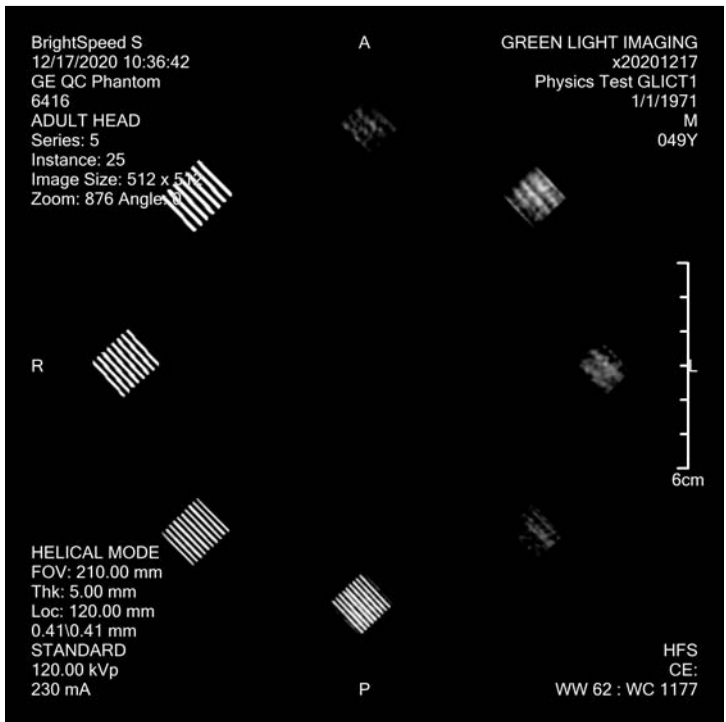 BrightSpeed S
12/17/2020 10:36:42
GE QC Phantom
6416
ADULT HEAD
Series: 5
Instance: 25
Image Size: 512 x 512
Zoom: 876 Angle: 0
A
GREEN LIGHT IMAGING
x20201217
Physics Test GLICT1
1/1/1971
M
049Y
R
L
6cm
HELICAL MODE
FOV: 210.00 mm
Thk: 5.00 mm
Loc: 120.00 mm
0.41\0.41 mm
STANDARD
120.00 kVp
230 mA
P
HFS
CE:
WW 62 : WC 1177